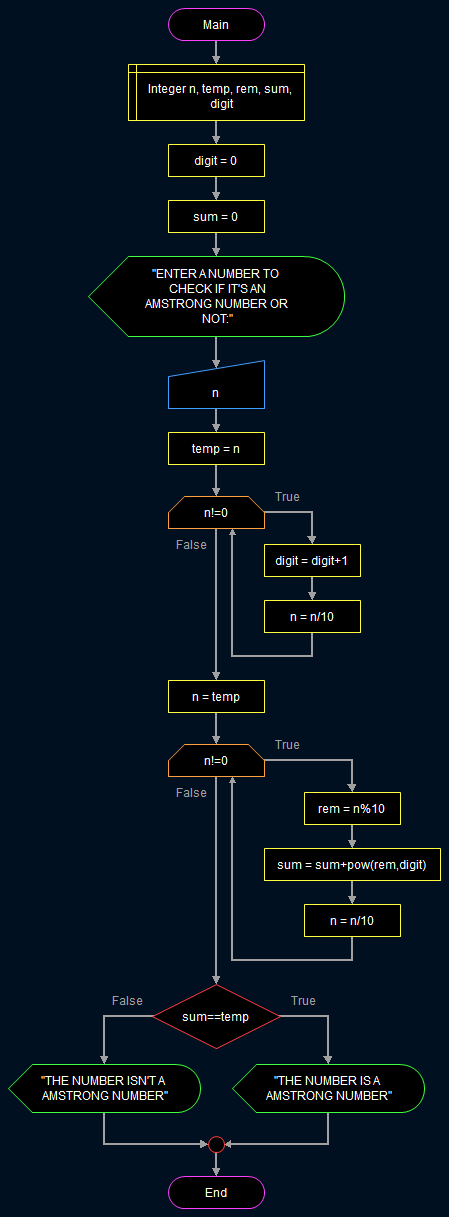 Main
Integer n, temp, rem, sum,
digit
digit = 0
sum = 0
"ENTER A NUMBER TO
CHECK IF IT'S AN
AMSTRONG NUMBER OR
NOT:"
n
temp = n
n!=0
True
False
digit = digit+1
n = n/10
n = temp
n!=0
True
False
rem = n%10
sum = sum+pow(rem,digit)
n = n/10
False
True
sum==temp
"THE NUMBER ISN'T A
AMSTRONG NUMBER"
"THE NUMBER IS A
AMSTRONG NUMBER"
End